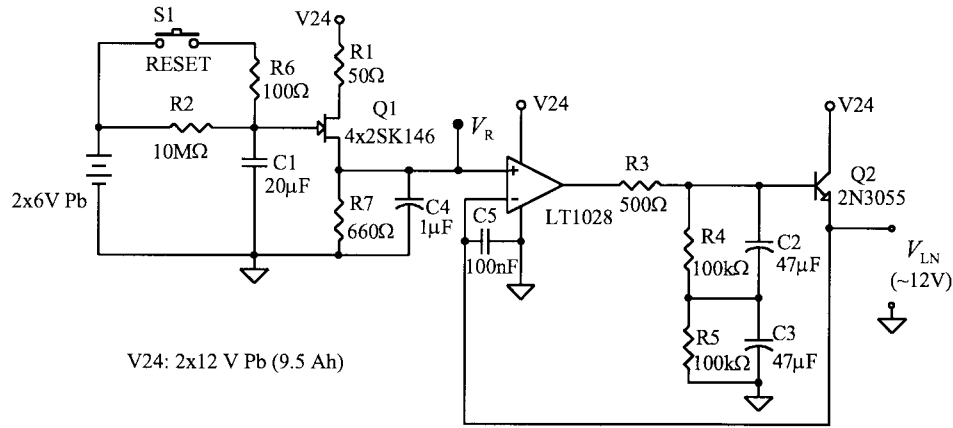 S1
RESET
V24
R1
50Ω
R6
100Ω
R2
10MΩ
Q1
4x2SK146
V_R
V24
V24
C1
20μF
2x6V Pb
R7
660Ω
C4
1μF
+
−
C5
100nF
LT1028
R3
500Ω
Q2
2N3055
R4
100kΩ
C2
47μF
V_LN
(~12V)
R5
100kΩ
C3
47μF
V24: 2x12 V Pb (9.5 Ah)